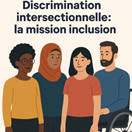 Discrimination
intersectionnelle:
la mission inclusion